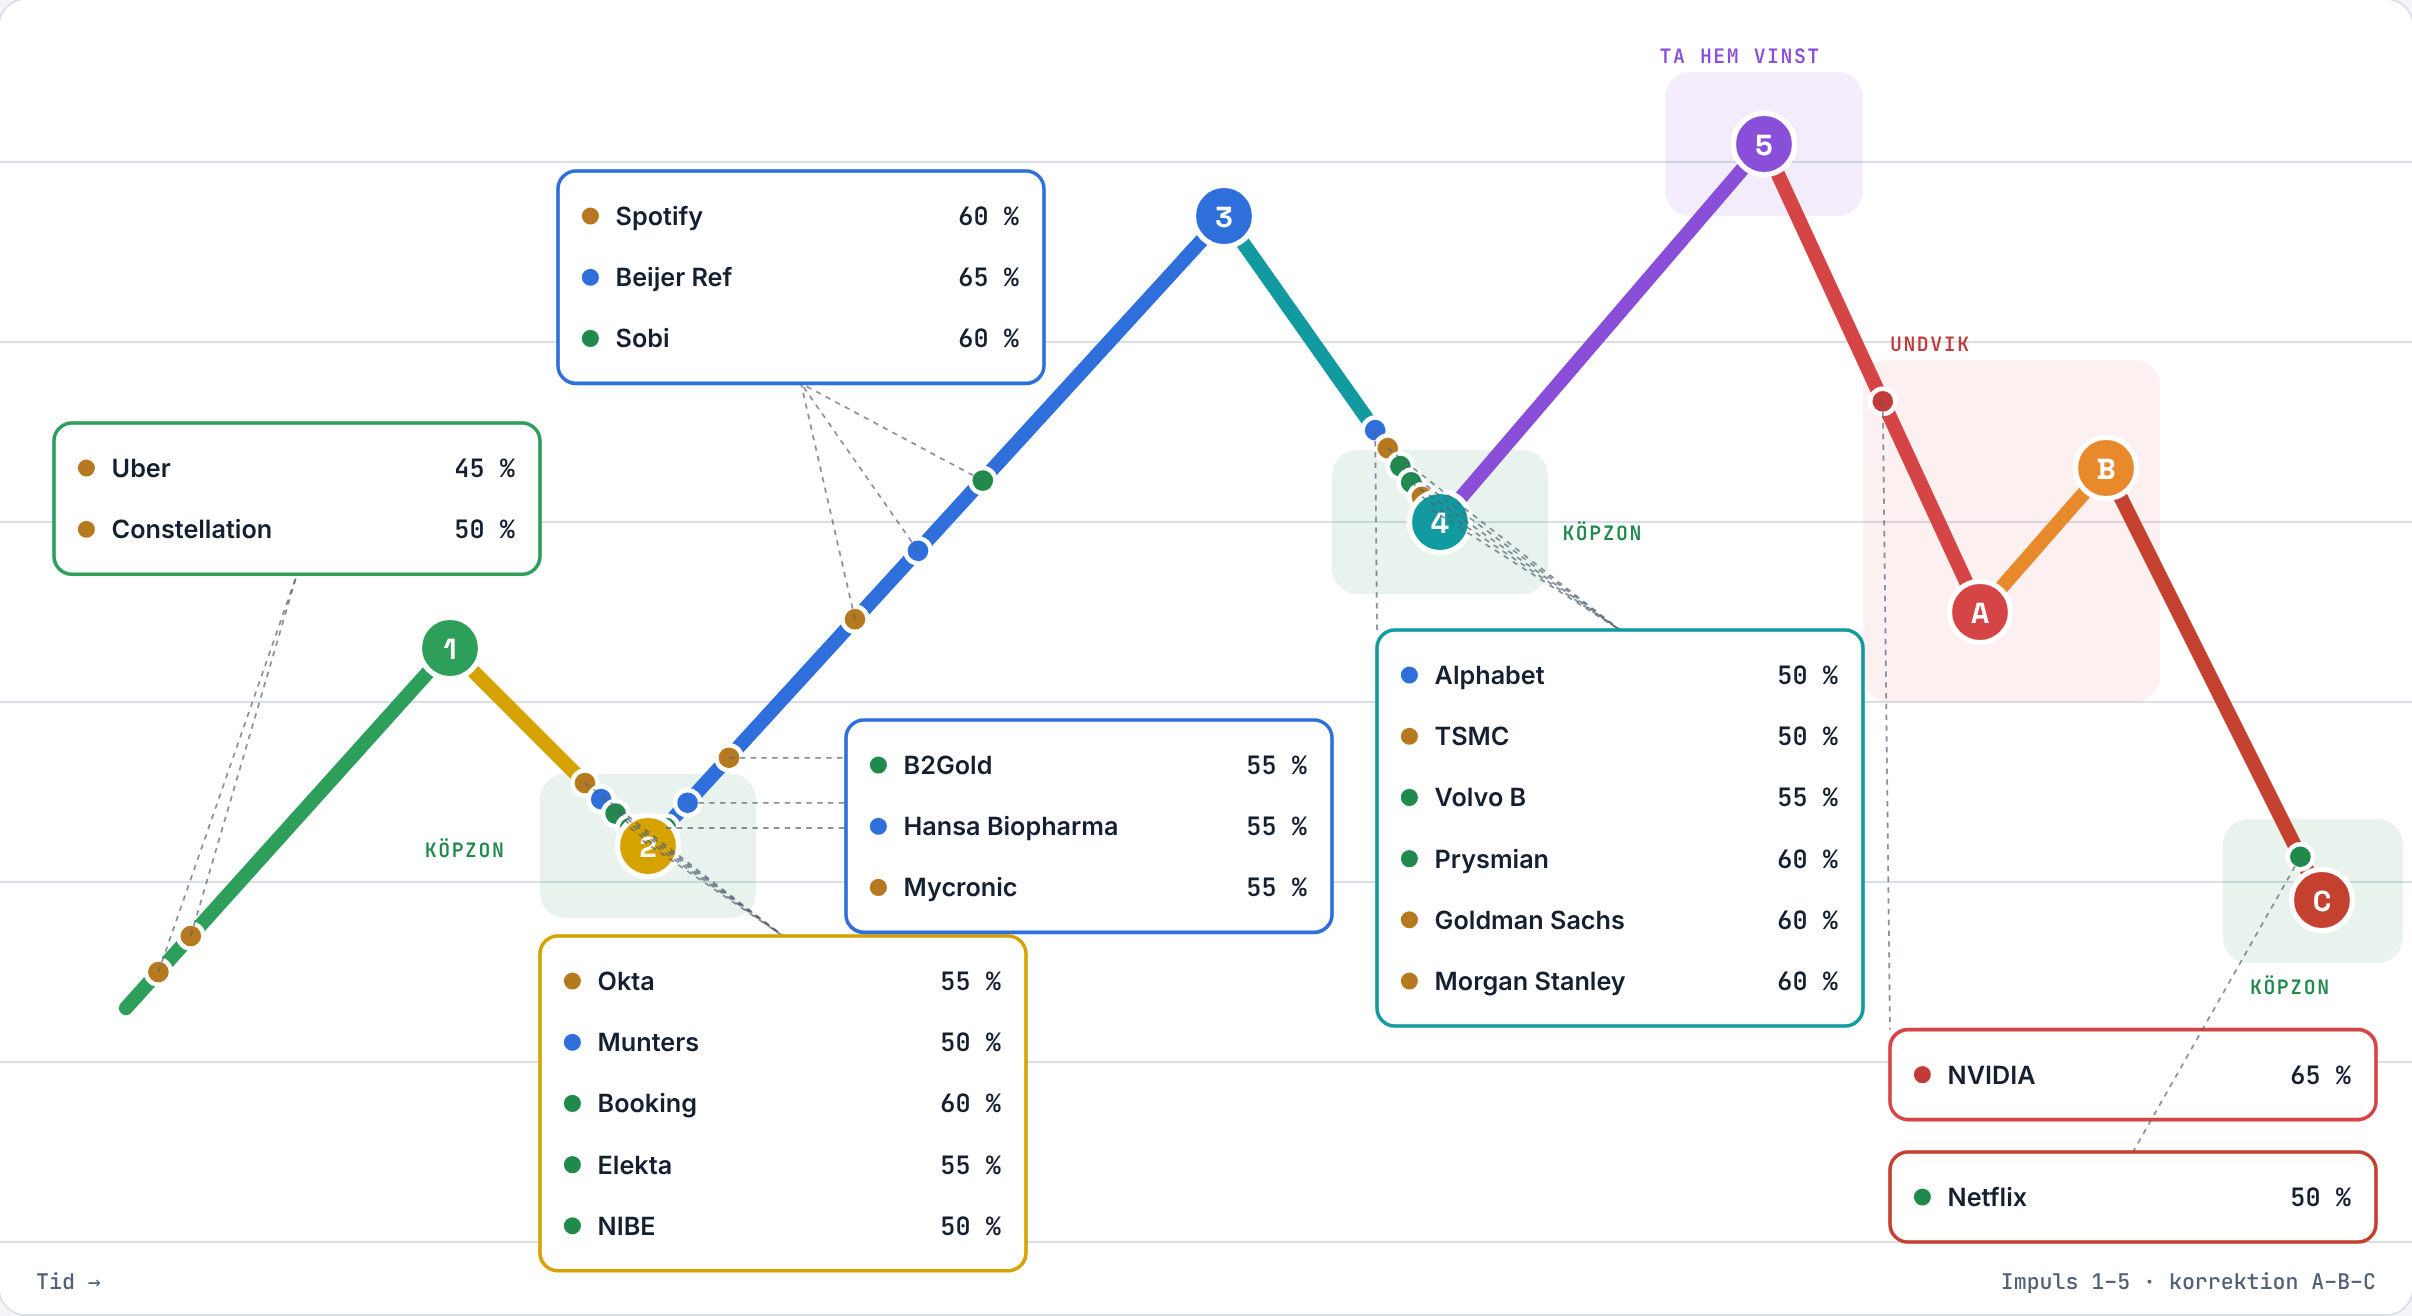 TA HEM VINST
5
Spotify 60 %
Beijer Ref 65 %
Sobi 60 %
3
UNDVIK
Uber 45 %
Constellation 50 %
B
4
KÖPZON
A
1
Alphabet 50 %
TSMC 50 %
Volvo B 55 %
Prysmian 60 %
Goldman Sachs 60 %
Morgan Stanley 60 %
B2Gold 55 %
Hansa Biopharma 55 %
Mycronic 55 %
2
KÖPZON
C
KÖPZON
Okta 55 %
Munters 50 %
Booking 60 %
Elekta 55 %
NIBE 50 %
NVIDIA 65 %
Netflix 50 %
Tid →
Impuls 1–5 · korrektion A–B–C